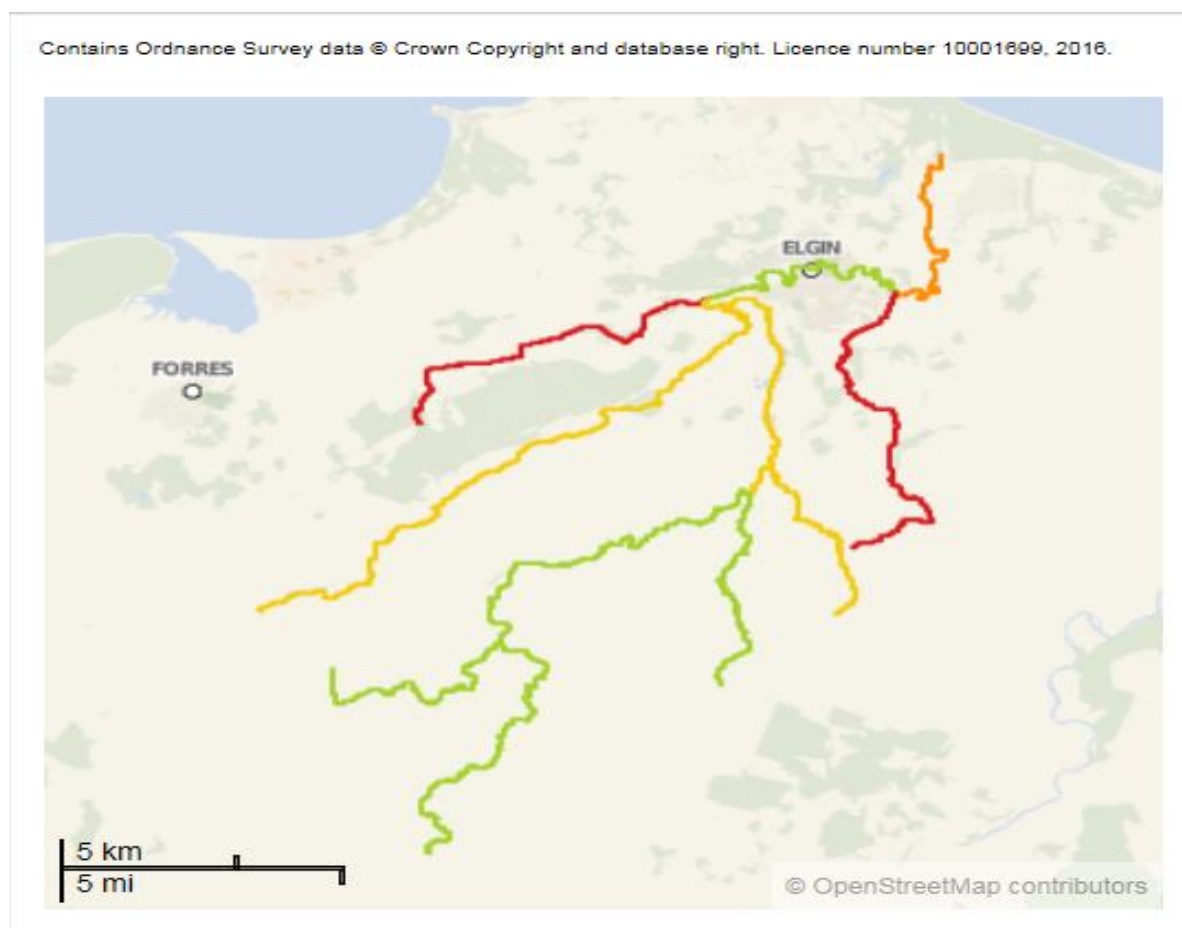 Contains Ordnance Survey data © Crown Copyright and database right. Licence number 10001699, 2016.
ELGIN
FORRES
5 km
5 mi
© OpenStreetMap contributors